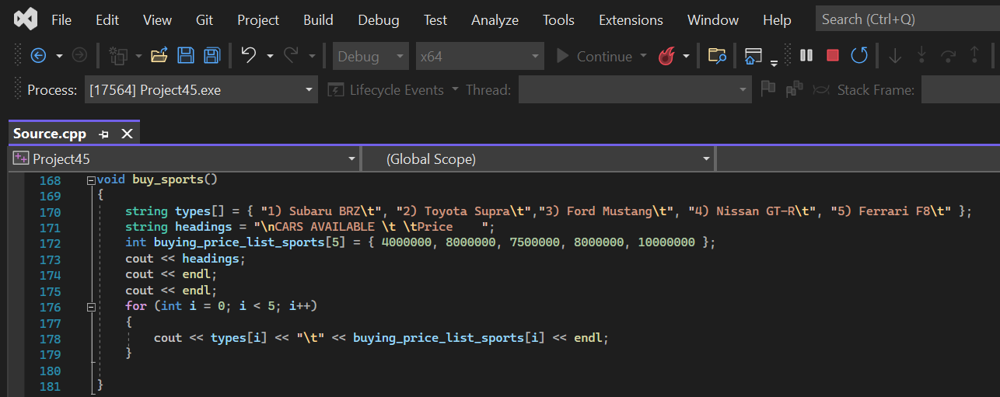 File Edit View Git Project Build Debug Test Analyze Tools Extensions Window Help Search (Ctrl+Q)
Debug x64 Continue
Process: [17564] Project45.exe Lifecycle Events Thread: Stack Frame:
Source.cpp
Project45 (Global Scope)
168 void buy_sports()
169 {
170 string types[] = { "1) Subaru BRZ\t", "2) Toyota Supra\t","3) Ford Mustang\t", "4) Nissan GT-R\t", "5) Ferrari F8\t" };
171 string headings = "\nCARS AVAILABLE \t \tPrice    ";
172 int buying_price_list_sports[5] = { 4000000, 8000000, 7500000, 8000000, 10000000 };
173 cout << headings;
174 cout << endl;
175 cout << endl;
176 for (int i = 0; i < 5; i++)
177 {
178 cout << types[i] << "\t" << buying_price_list_sports[i] << endl;
179 }
180
181 }